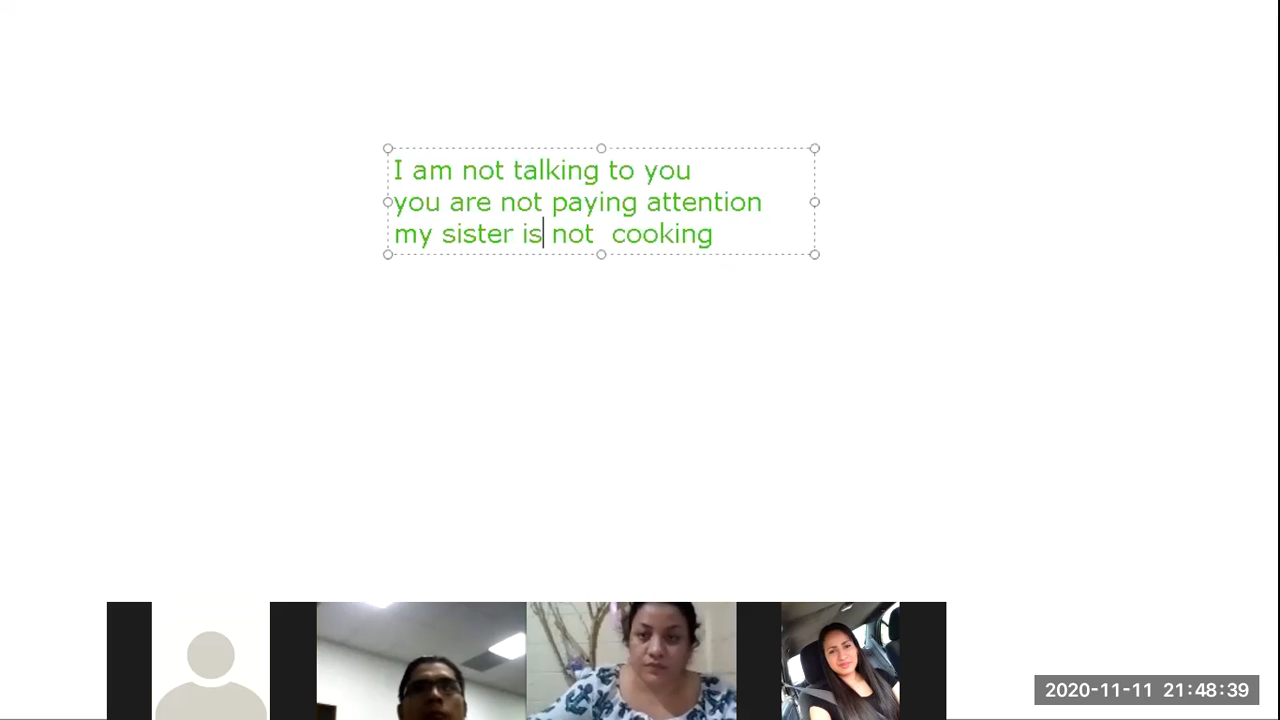 I am not talking to you
you are not paying attention
my sister is not  cooking
2020-11-11 21:48:39